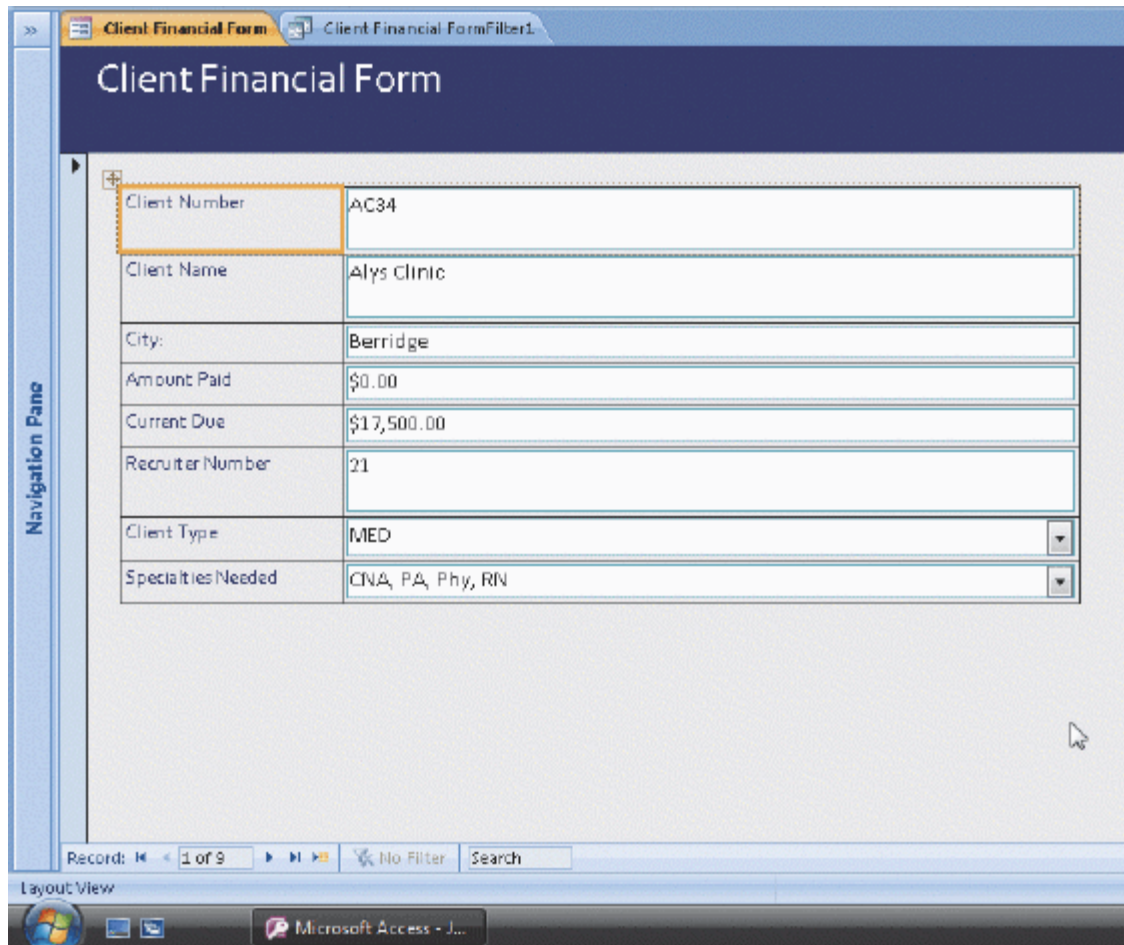 Client Financial Form Client Financial FormFilter1
Client Financial Form
Client Number AC34
Client Name Alys Clinic
City: Berridge
Amount Paid $0.00
Current Due $17,500.00
Recruiter Number 21
Client Type MED
Specialties Needed CNA, PA, Phy, RN
Navigation Pane
Record: 1 of 9 No Filter Search
Layout View
Microsoft Access - J...